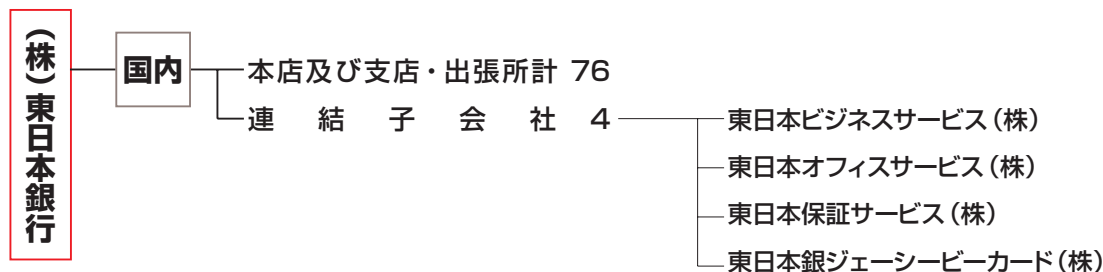 (株)東日本銀行
国内
本店及び支店・出張所計 76
連結子会社 4
東日本ビジネスサービス(株)
東日本オフィスサービス(株)
東日本保証サービス(株)
東日本銀ジェーシービーカード(株)